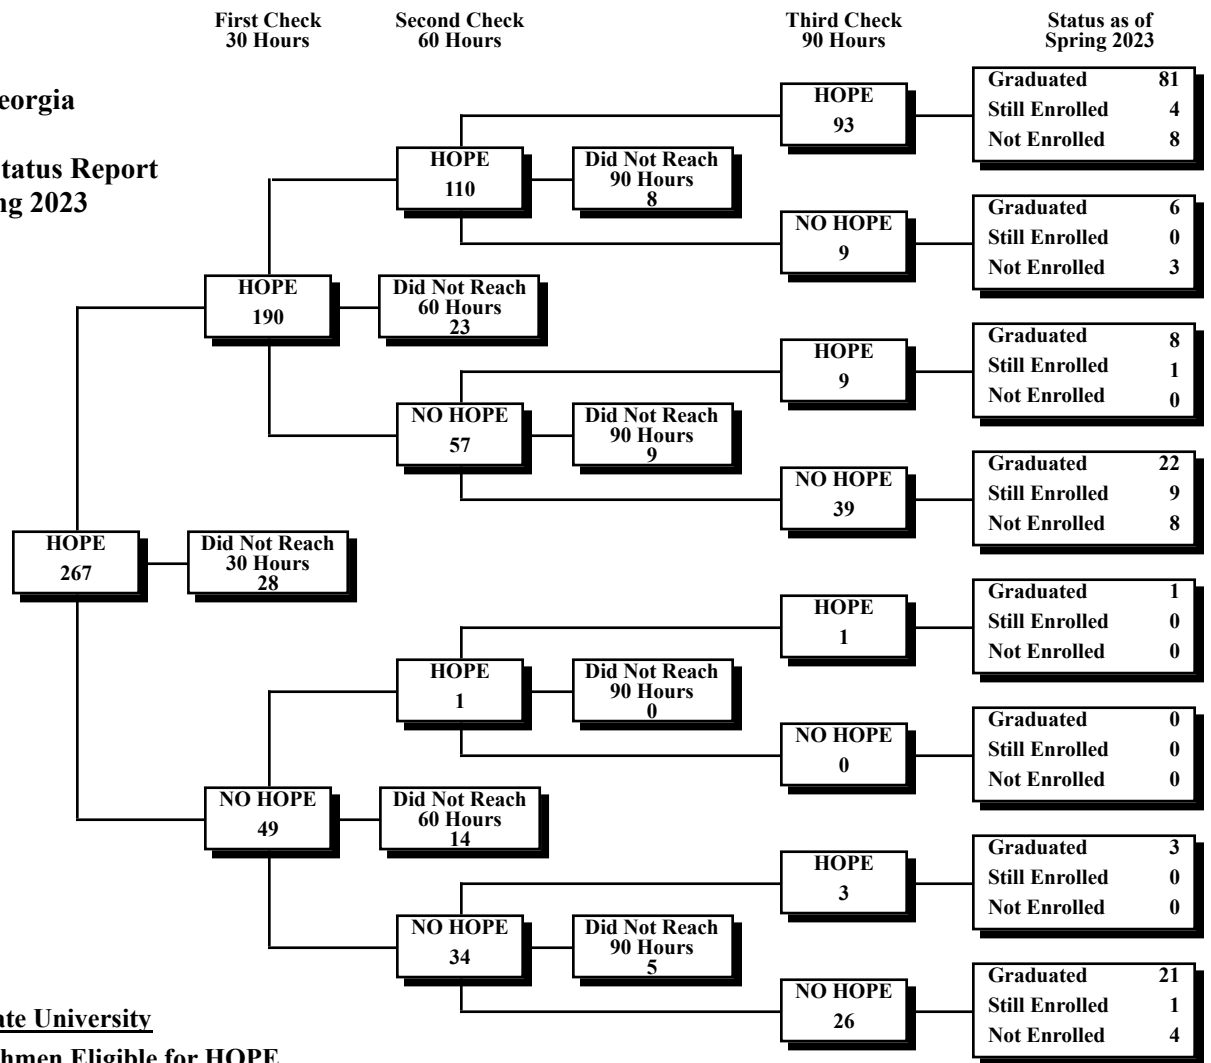 First Check
30 Hours
Second Check
60 Hours
Third Check
90 Hours
Status as of
Spring 2023
eorgia
tatus Report
ng 2023
HOPE
267
Did Not Reach
30 Hours
28
HOPE
190
Did Not Reach
60 Hours
23
NO HOPE
49
Did Not Reach
60 Hours
14
HOPE
110
Did Not Reach
90 Hours
8
NO HOPE
57
Did Not Reach
90 Hours
9
HOPE
1
Did Not Reach
90 Hours
0
NO HOPE
34
Did Not Reach
90 Hours
5
HOPE
93
Graduated 81
Still Enrolled 4
Not Enrolled 8
NO HOPE
9
Graduated 6
Still Enrolled 0
Not Enrolled 3
HOPE
9
Graduated 8
Still Enrolled 1
Not Enrolled 0
NO HOPE
39
Graduated 22
Still Enrolled 9
Not Enrolled 8
HOPE
1
Graduated 1
Still Enrolled 0
Not Enrolled 0
NO HOPE
0
Graduated 0
Still Enrolled 0
Not Enrolled 0
HOPE
3
Graduated 3
Still Enrolled 0
Not Enrolled 0
NO HOPE
26
Graduated 21
Still Enrolled 1
Not Enrolled 4
ate University
hmen Eligible for HOPE